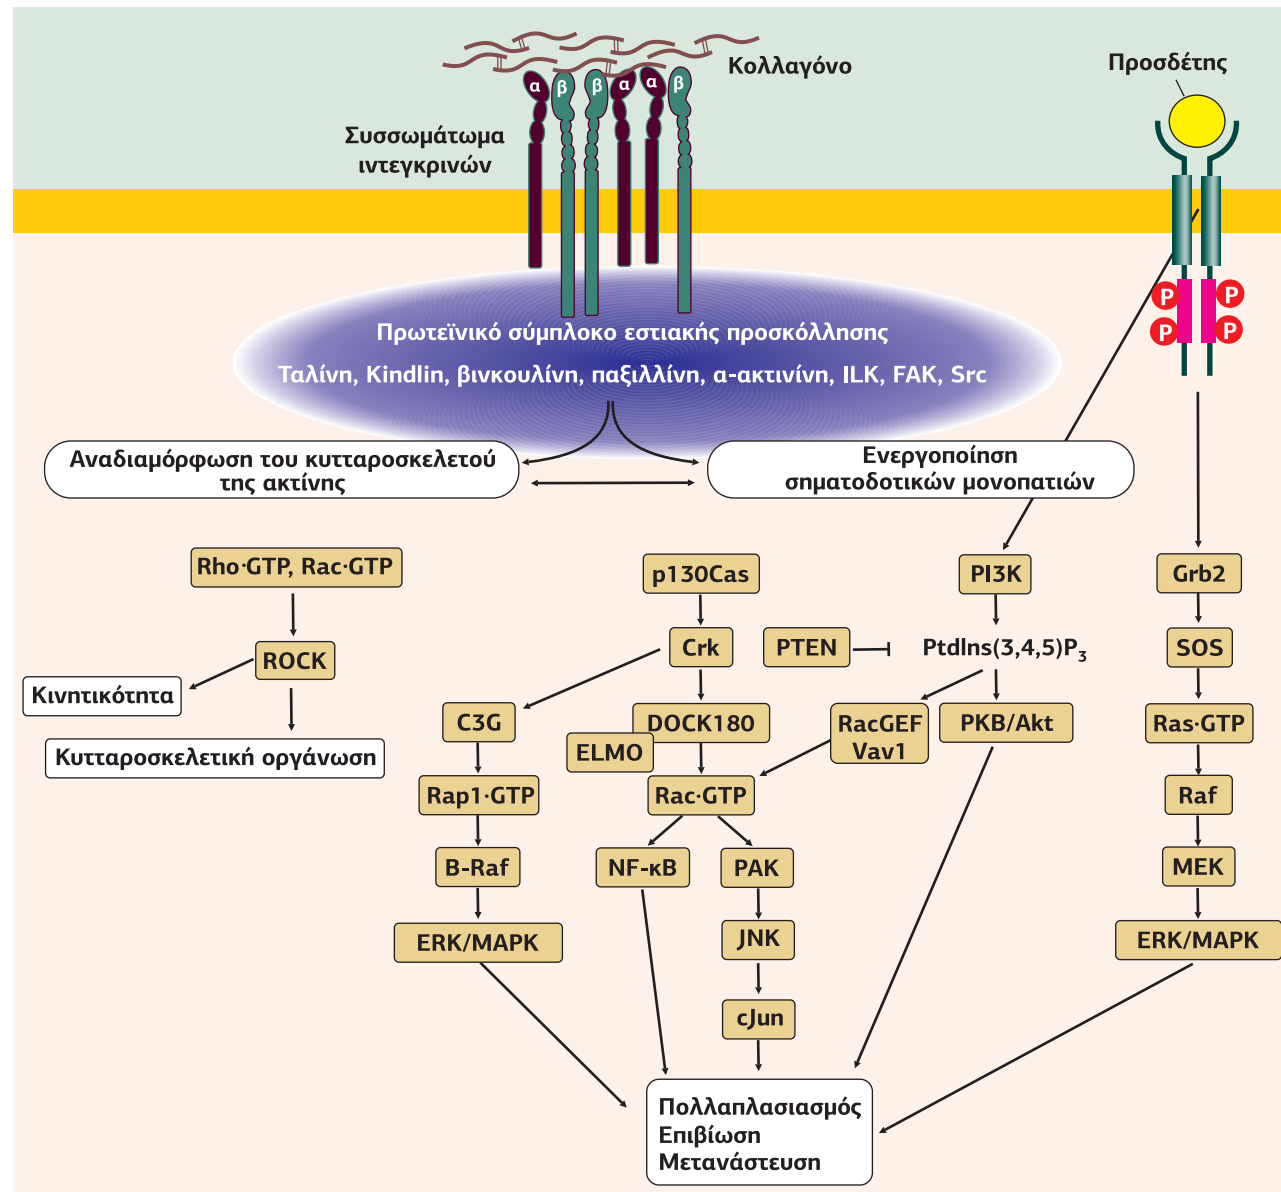 Κολλαγόνο
Προσδέτης
α
β
β
α
α
β
Συσσωμάτωμα
ιντεγκρινών
P
P
P
P
Πρωτεϊνικό σύμπλοκο εστιακής προσκόλλησης
Ταλίνη, Kindlin, βινκουλίνη, παξιλλίνη, α-ακτινίνη, ILK, FAK, Src
Αναδιαμόρφωση του κυτταροσκελετού
της ακτίνης
Ενεργοποίηση
σηματοδοτικών μονοπατιών
Rho·GTP, Rac·GTP
p130Cas
PI3K
Grb2
ROCK
Crk
PTEN
PtdIns(3,4,5)P₃
SOS
Κινητικότητα
C3G
DOCK180
ELMO
RacGEF
Vav1
PKB/Akt
Ras·GTP
Κυτταροσκελετική οργάνωση
Rap1·GTP
Rac·GTP
Raf
B-Raf
NF-κB
PAK
MEK
ERK/MAPK
JNK
ERK/MAPK
cJun
Πολλαπλασιασμός
Επιβίωση
Μετανάστευση